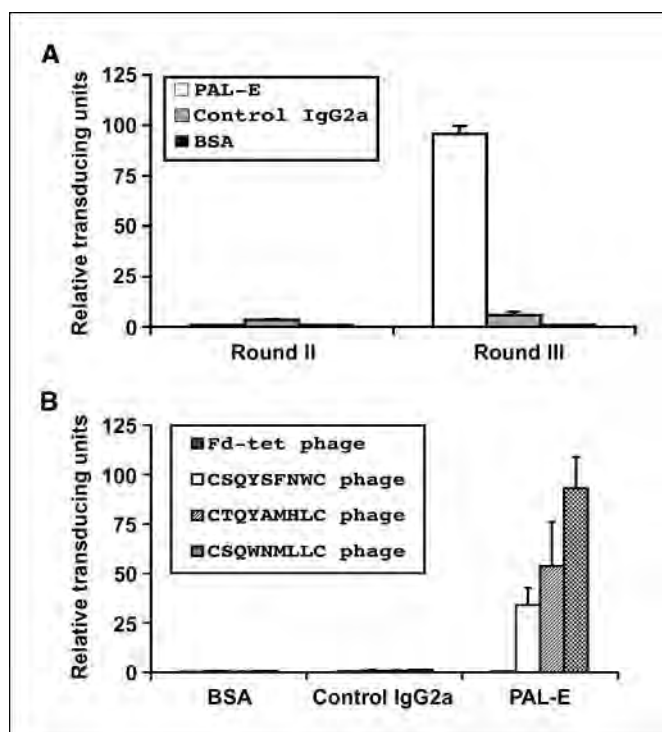 A
Relative transducing units
125
100
75
50
25
0
PAL-E
Control IgG2a
BSA
Round II
Round III
B
Relative transducing units
125
100
75
50
25
0
Fd-tet phage
CSQYSFNWC phage
CTQYAMHLC phage
CSQWNMLLC phage
BSA
Control IgG2a
PAL-E